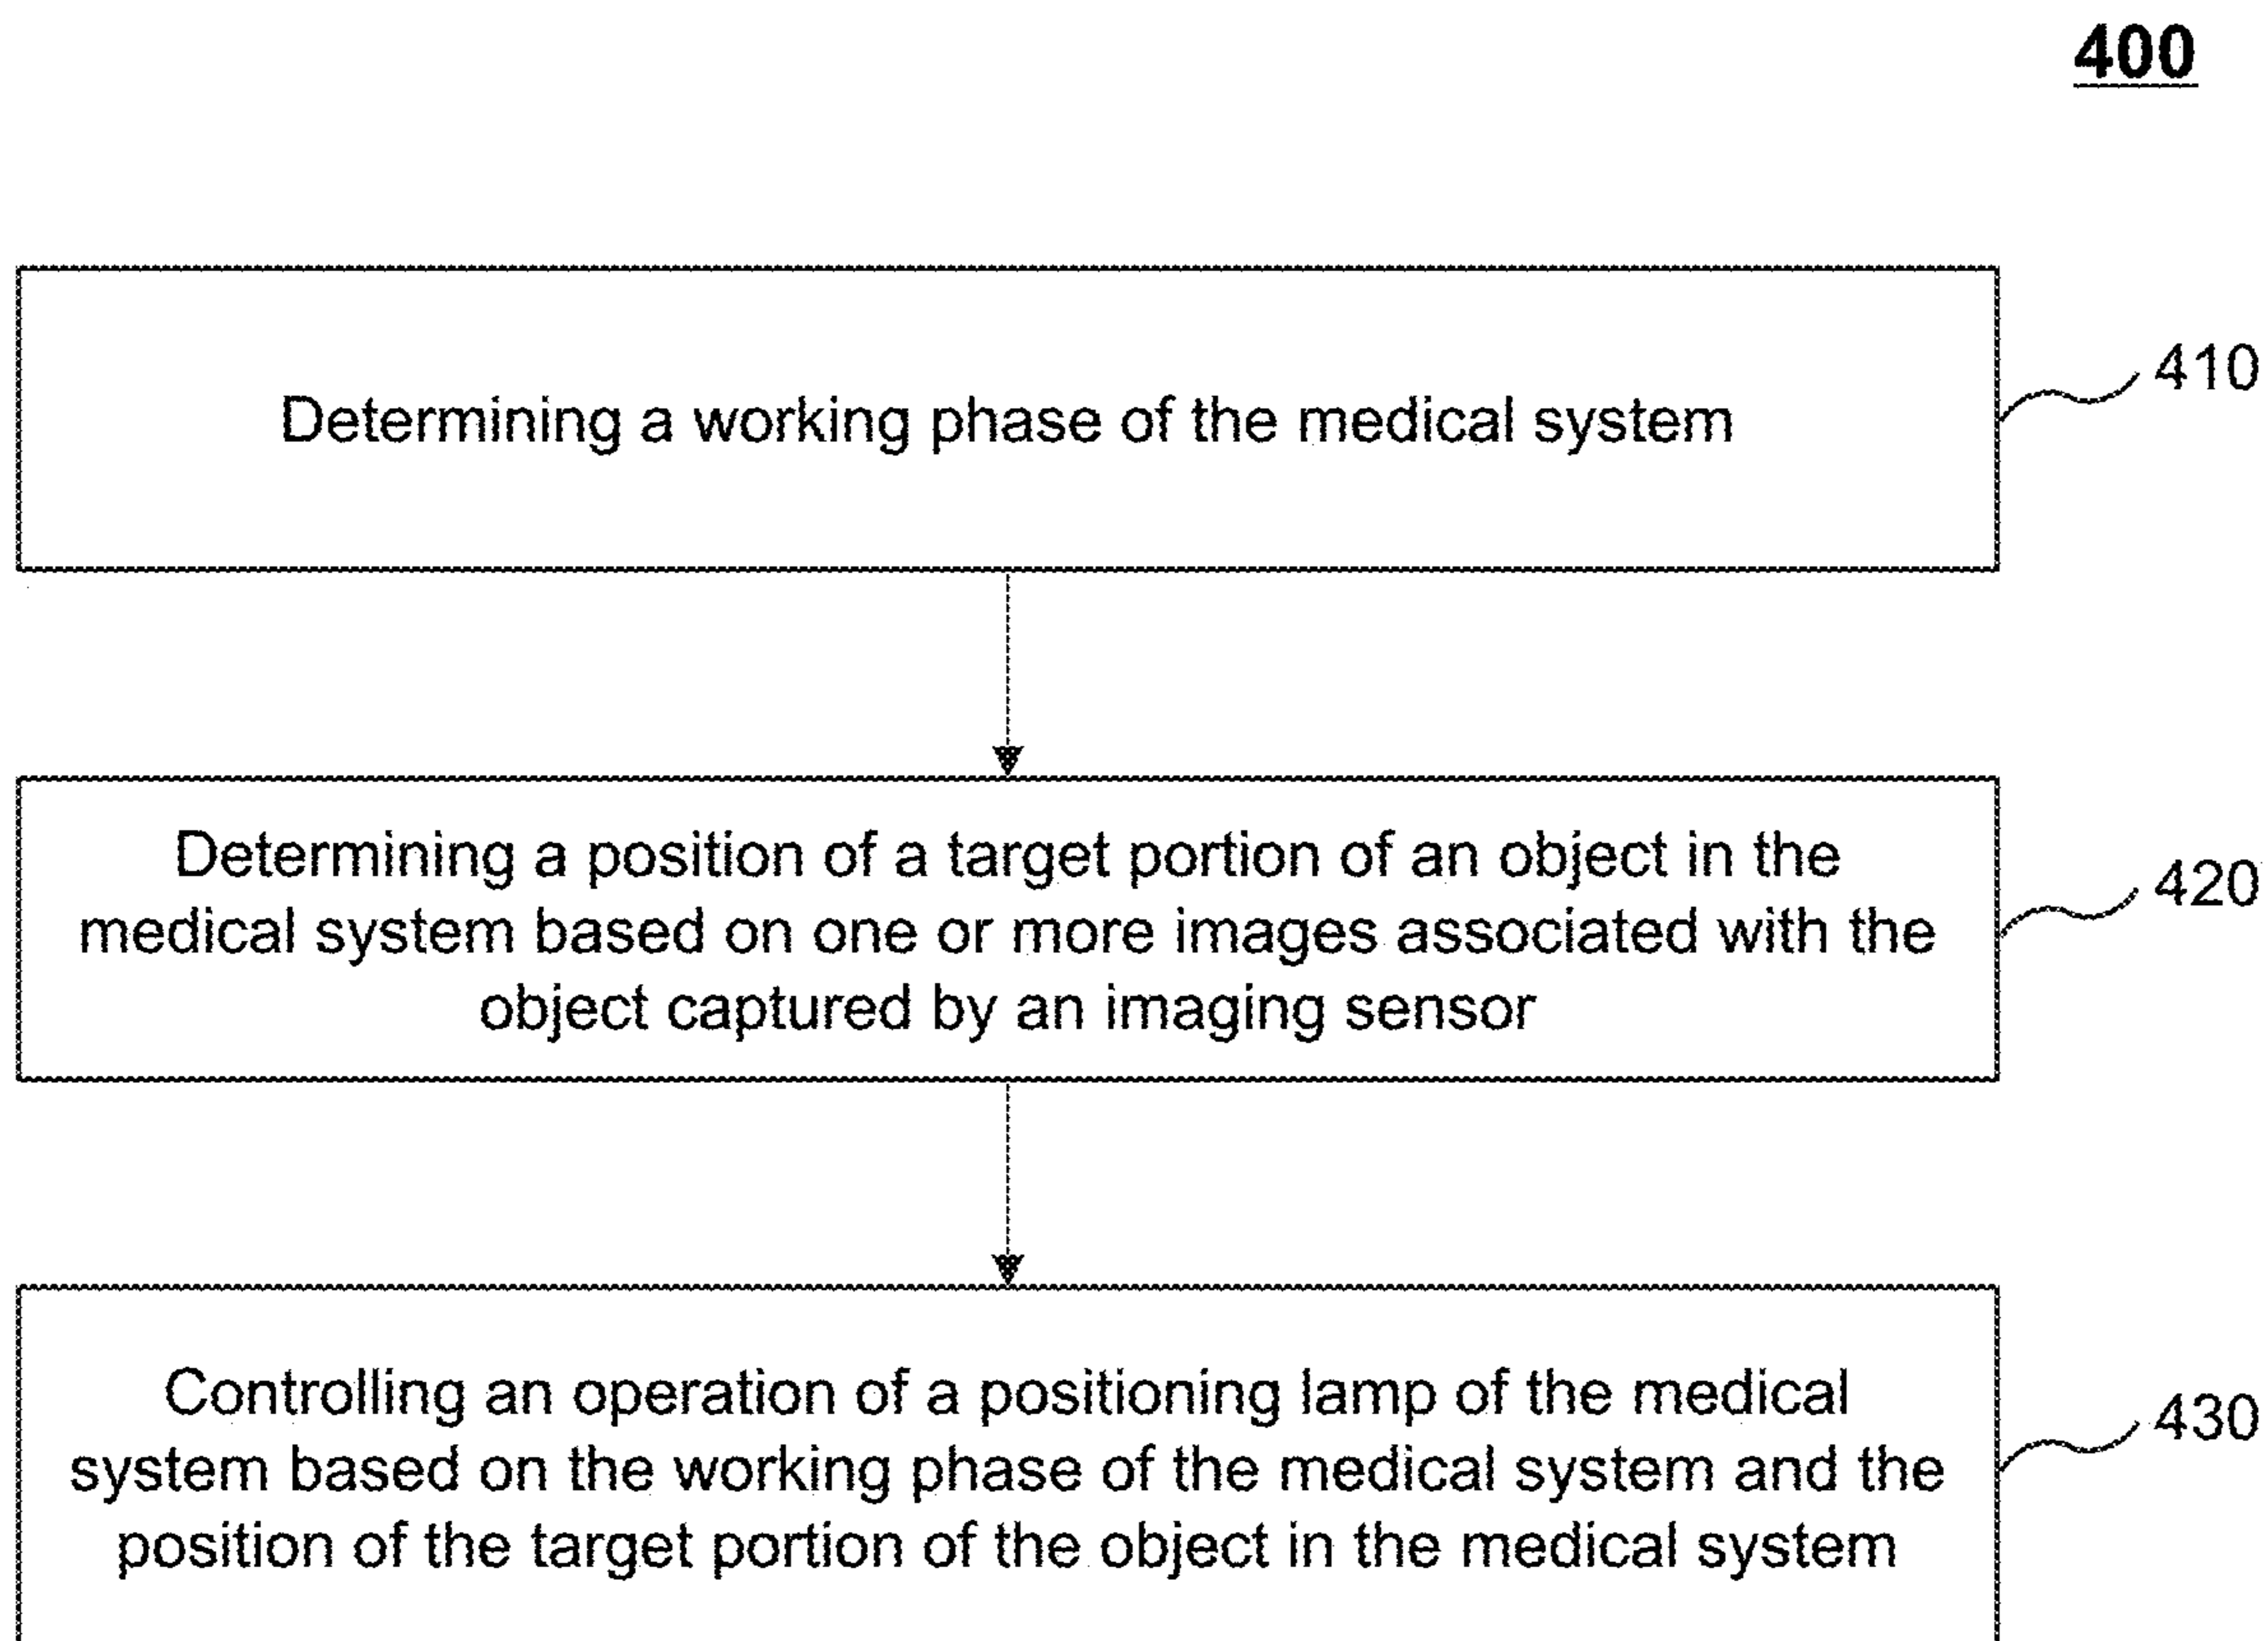 400
Determining a working phase of the medical system
410
Determining a position of a target portion of an object in the
medical system based on one or more images associated with the
object captured by an imaging sensor
420
Controlling an operation of a positioning lamp of the medical
system based on the working phase of the medical system and the
position of the target portion of the object in the medical system
430